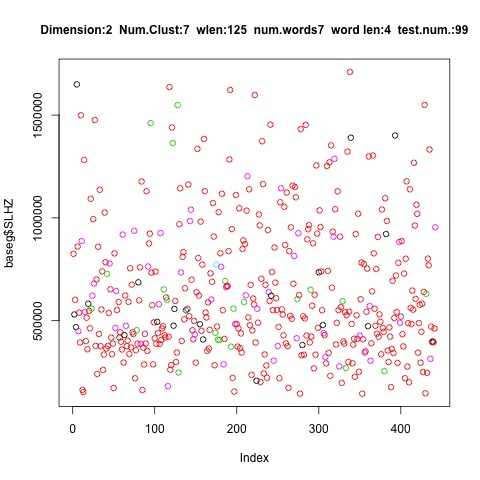 Dimension:2 Num.Clust:7 wlen:125 num.words7 word len:4 test.num.:99
1500000
1000000
500000
baseg$SLHZ
0 100 200 300 400
Index